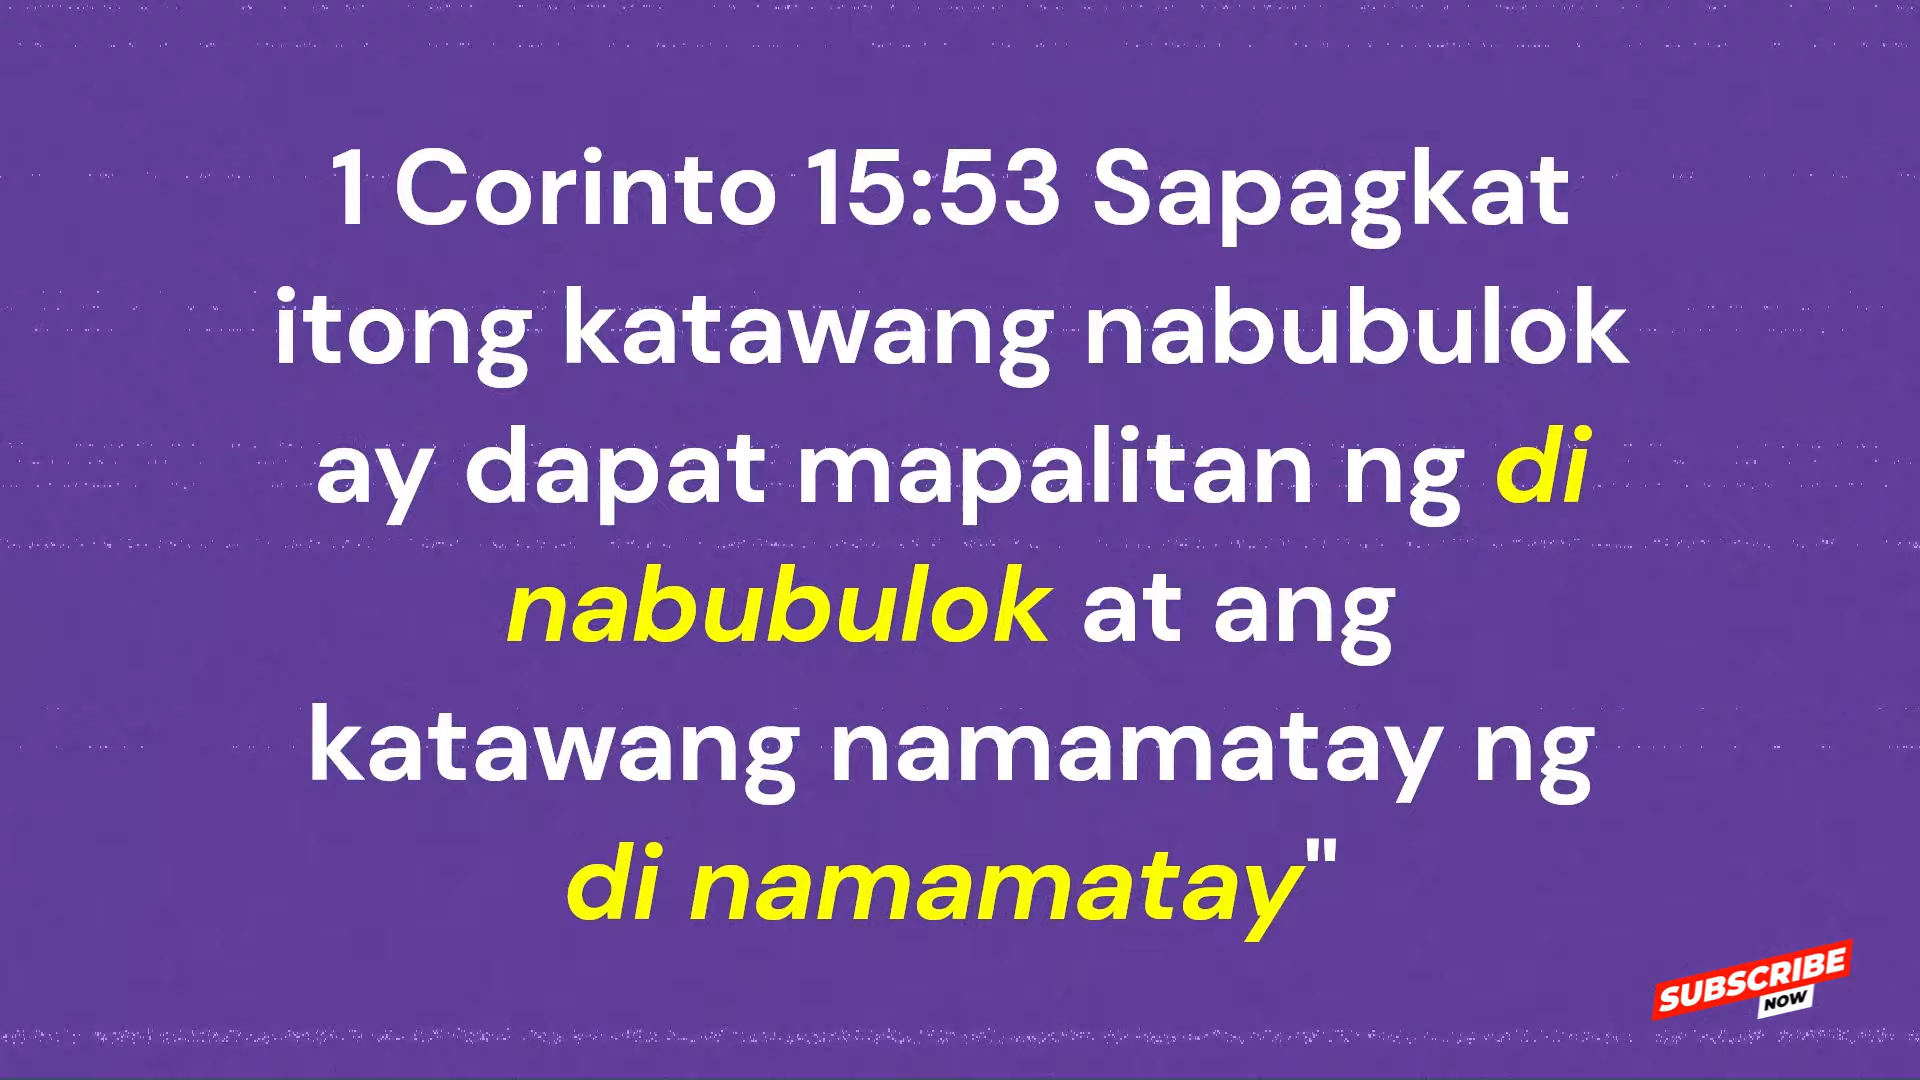 1 Corinto 15:53 Sapagkat
itong katawang nabubulok
ay dapat mapalitan ng di
nabubulok at ang
katawang namamatay ng
di namamatay"
SUBSCRIBE
NOW